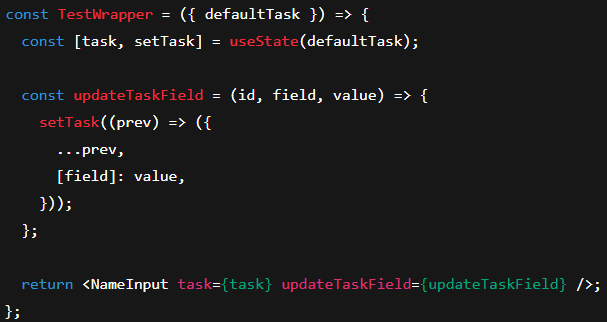 const TestWrapper = ({ defaultTask }) => {
  const [task, setTask] = useState(defaultTask);

  const updateTaskField = (id, field, value) => {
    setTask((prev) => ({
      ...prev,
      [field]: value,
    }));
  };

  return <NameInput task={task} updateTaskField={updateTaskField} />;
};